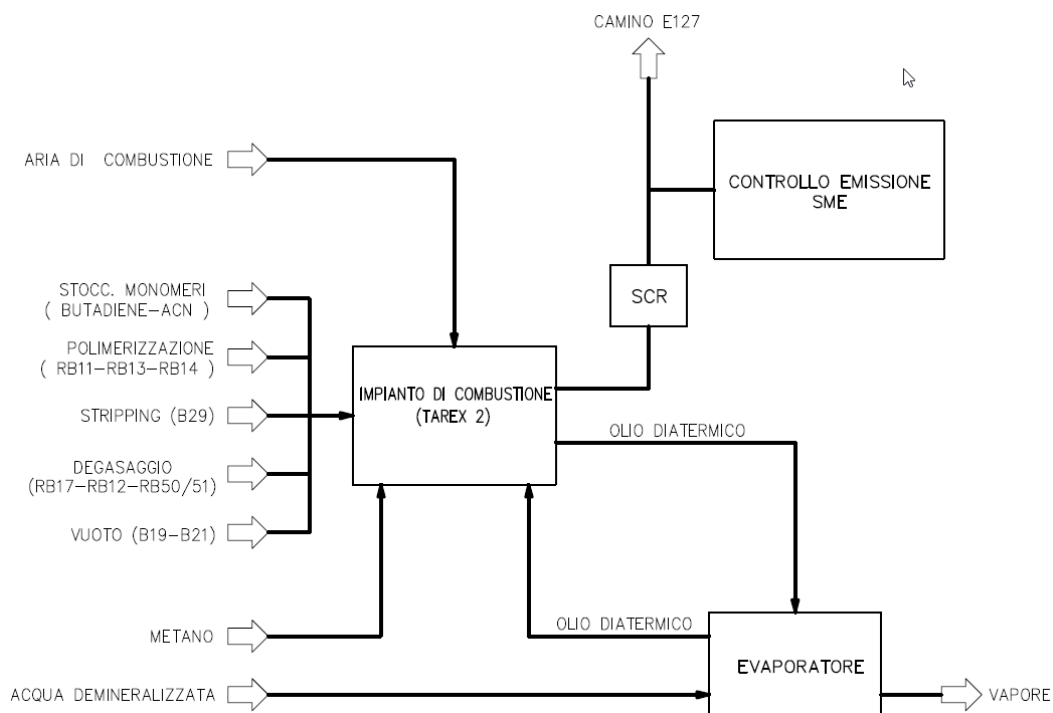 CAMINO E127
ARIA DI COMBUSTIONE
CONTROLLO EMISSIONE
SME
SCR
STOCC. MONOMERI
( BUTADIENE-ACN )
POLIMERIZZAZIONE
( RB11-RB13-RB14 )
IMPIANTO DI COMBUSTIONE
(TAREX 2)
STRIPPING (B29)
OLIO DIATERMICO
DEGASAGGIO
(RB17-RB12-RB50/51)
VUOTO (B19-B21)
METANO
OLIO DIATERMICO
EVAPORATORE
ACQUA DEMINERALIZZATA
VAPORE